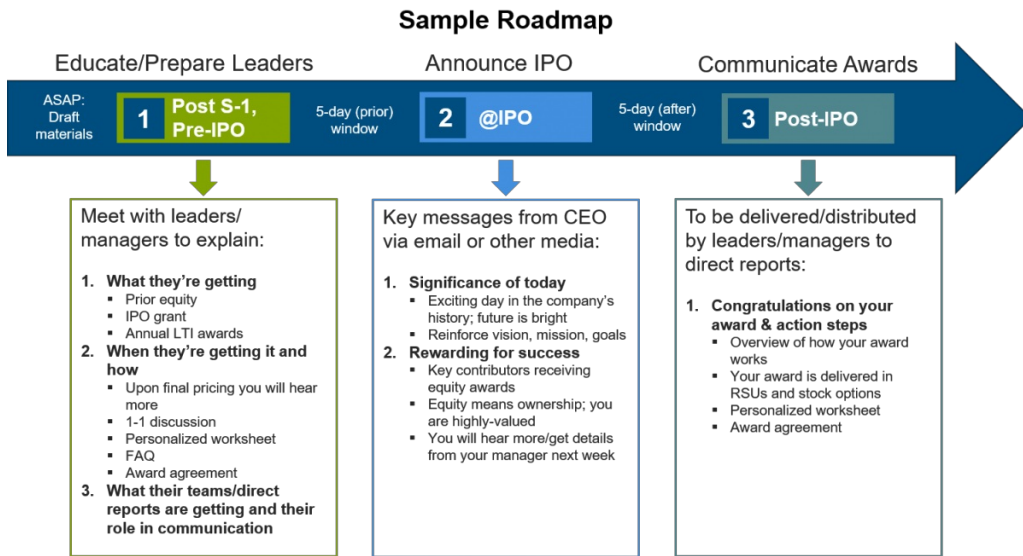 Sample Roadmap
Educate/Prepare Leaders
Announce IPO
Communicate Awards
ASAP:
Draft
materials
1
Post S-1,
Pre-IPO
5-day (prior)
window
2
@IPO
5-day (after)
window
3
Post-IPO
Meet with leaders/
managers to explain:
1. What they're getting
▪ Prior equity
▪ IPO grant
▪ Annual LTI awards
2. When they're getting it and
how
▪ Upon final pricing you will hear
more
▪ 1-1 discussion
▪ Personalized worksheet
▪ FAQ
▪ Award agreement
3. What their teams/direct
reports are getting and their
role in communication
Key messages from CEO
via email or other media:
1. Significance of today
▪ Exciting day in the company's
history; future is bright
▪ Reinforce vision, mission, goals
2. Rewarding for success
▪ Key contributors receiving
equity awards
▪ Equity means ownership; you
are highly-valued
▪ You will hear more/get details
from your manager next week
To be delivered/distributed
by leaders/managers to
direct reports:
1. Congratulations on your
award & action steps
▪ Overview of how your award
works
▪ Your award is delivered in
RSUs and stock options
▪ Personalized worksheet
▪ Award agreement